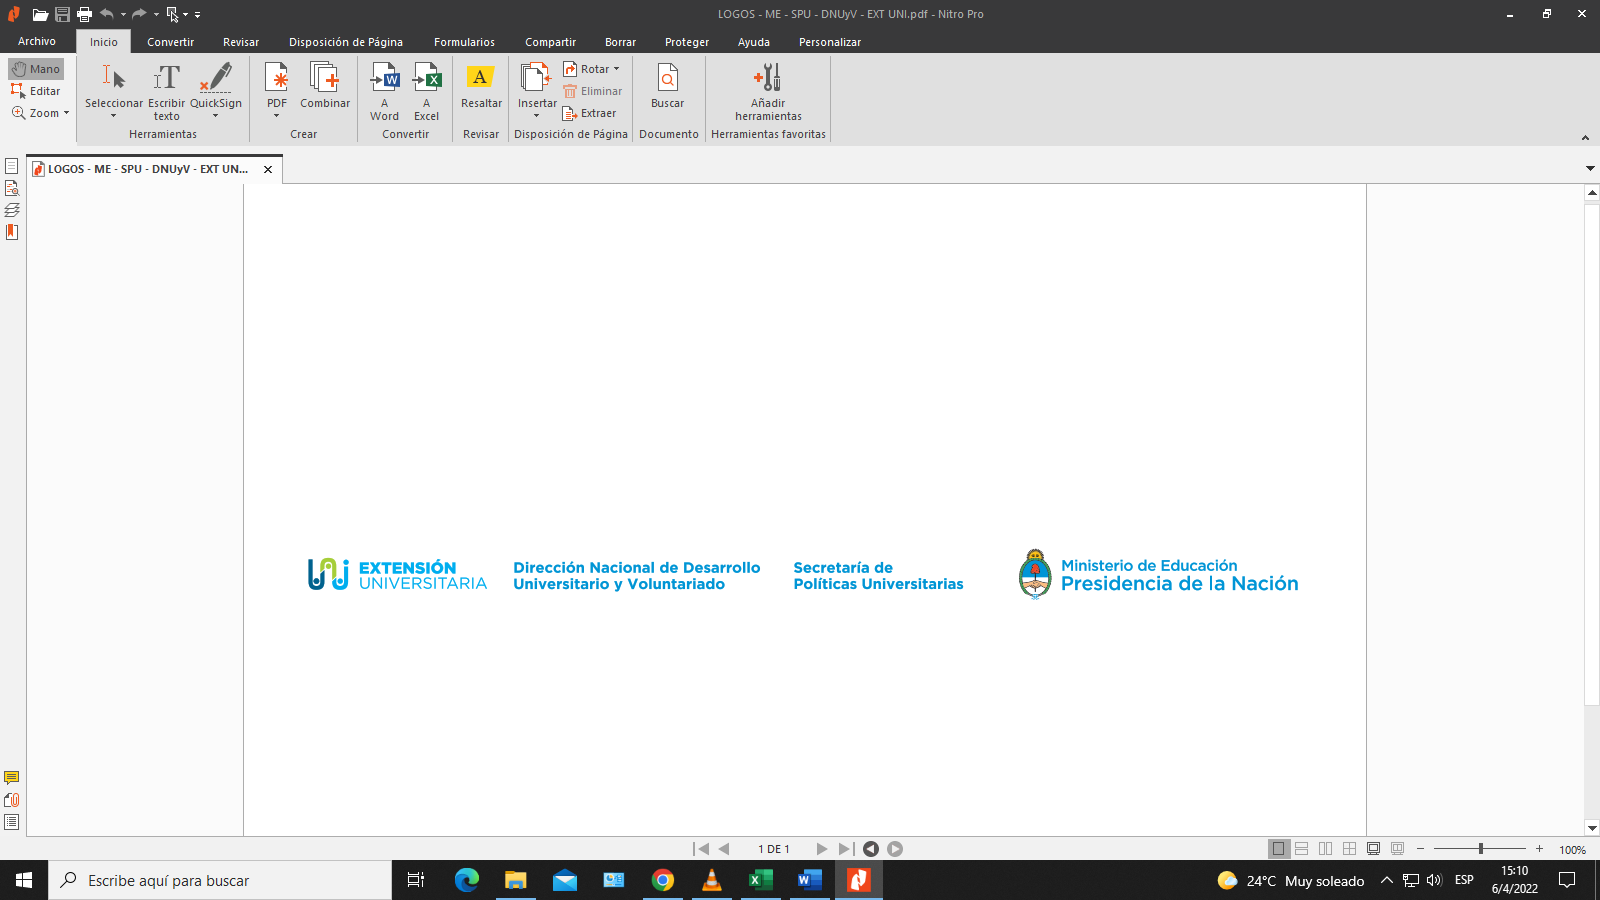 LOGOS - ME - SPU - DNUyV - EXT UNI.pdf - Nitro Pro
Archivo
Inicio
Convertir
Revisar
Disposición de Página
Formularios
Compartir
Borrar
Proteger
Ayuda
Personalizar
Mano
Editar
Zoom
Seleccionar
Escribir
texto
QuickSign
Herramientas
PDF
Combinar
Crear
A
Word
A
Excel
Convertir
Resaltar
Revisar
Insertar
Rotar
Eliminar
Extraer
Disposición de Página
Buscar
Documento
Añadir
herramientas
Herramientas favoritas
LOGOS - ME - SPU - DNUyV - EXT UN...
EXTENSIÓN
UNIVERSITARIA
Dirección Nacional de Desarrollo
Universitario y Voluntariado
Secretaría de
Políticas Universitarias
Ministerio de Educación
Presidencia de la Nación
1 DE 1
100%
Escribe aquí para buscar
24°C Muy soleado
ESP
15:10
6/4/2022